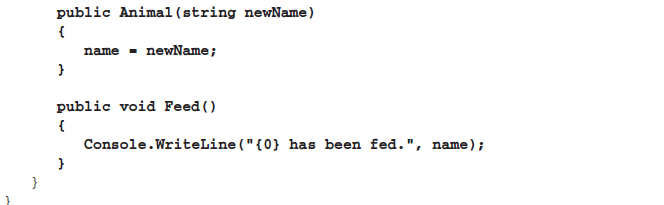 public Animal(string newName)
{
name = newName;
}
public void Feed()
{
Console.WriteLine("{0} has been fed.", name);
}
}
}